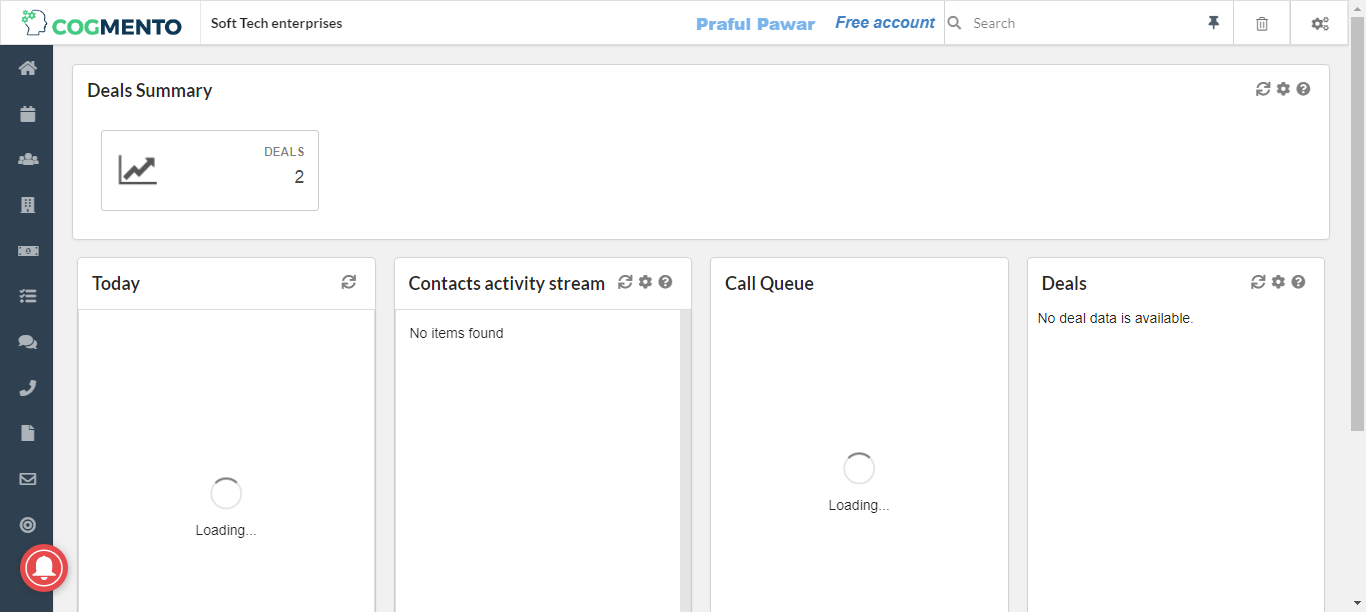 COGMENTO
Soft Tech enterprises
Praful Pawar
Free account
Search
Deals Summary
DEALS
2
Today
Loading...
Contacts activity stream
No items found
Call Queue
Loading...
Deals
No deal data is available.